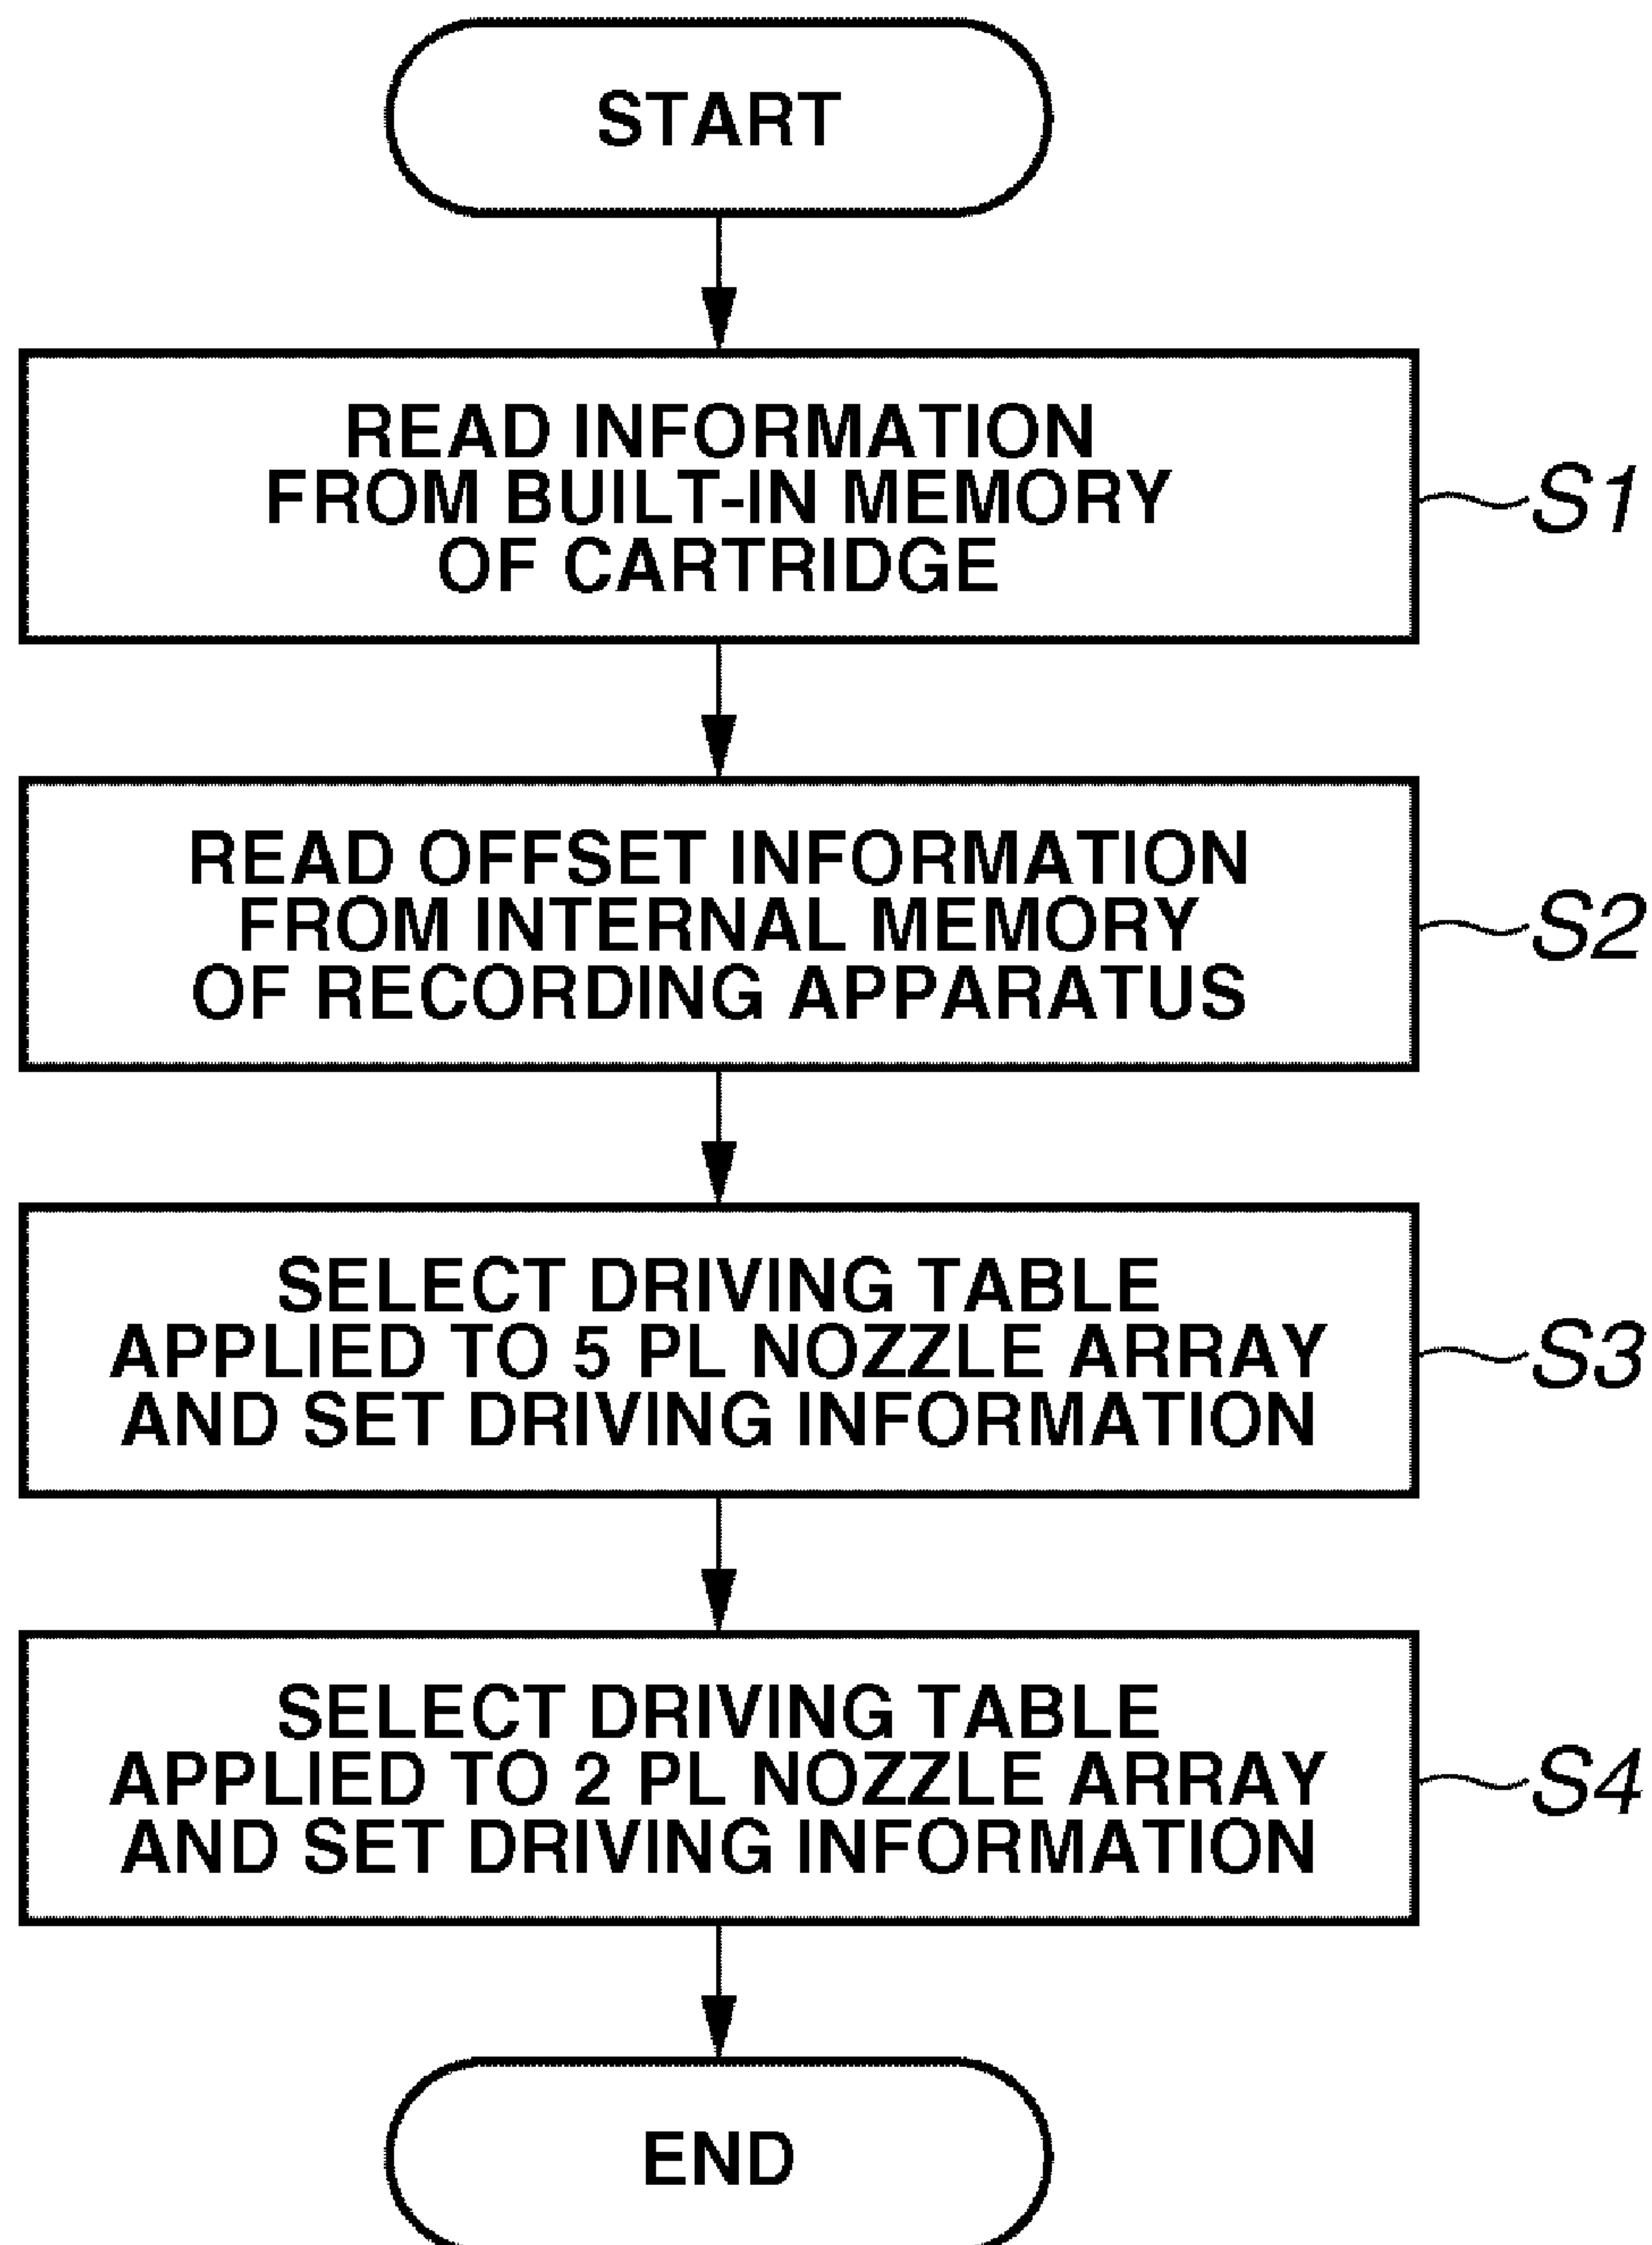 START
READ INFORMATION
FROM BUILT-IN MEMORY
OF CARTRIDGE
S1
READ OFFSET INFORMATION
FROM INTERNAL MEMORY
OF RECORDING APPARATUS
S2
SELECT DRIVING TABLE
APPLIED TO 5 PL NOZZLE ARRAY
AND SET DRIVING INFORMATION
S3
SELECT DRIVING TABLE
APPLIED TO 2 PL NOZZLE ARRAY
AND SET DRIVING INFORMATION
S4
END